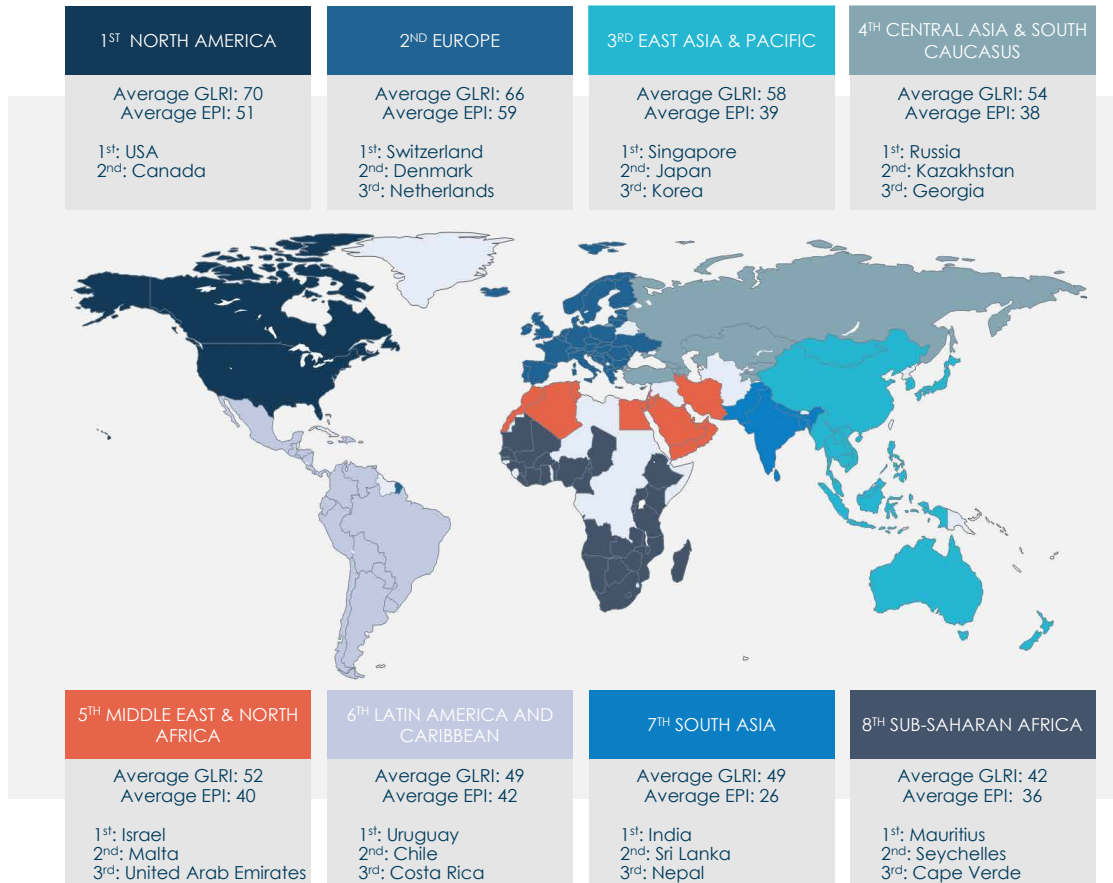 1ST NORTH AMERICA
Average GLRI: 70
Average EPI: 51
1st: USA
2nd: Canada
2ND EUROPE
Average GLRI: 66
Average EPI: 59
1st: Switzerland
2nd: Denmark
3rd: Netherlands
3RD EAST ASIA & PACIFIC
Average GLRI: 58
Average EPI: 39
1st: Singapore
2nd: Japan
3rd: Korea
4TH CENTRAL ASIA & SOUTH
CAUCASUS
Average GLRI: 54
Average EPI: 38
1st: Russia
2nd: Kazakhstan
3rd: Georgia
5TH MIDDLE EAST & NORTH
AFRICA
Average GLRI: 52
Average EPI: 40
1st: Israel
2nd: Malta
3rd: United Arab Emirates
6TH LATIN AMERICA AND
CARIBBEAN
Average GLRI: 49
Average EPI: 42
1st: Uruguay
2nd: Chile
3rd: Costa Rica
7TH SOUTH ASIA
Average GLRI: 49
Average EPI: 26
1st: India
2nd: Sri Lanka
3rd: Nepal
8TH SUB-SAHARAN AFRICA
Average GLRI: 42
Average EPI: 36
1st: Mauritius
2nd: Seychelles
3rd: Cape Verde